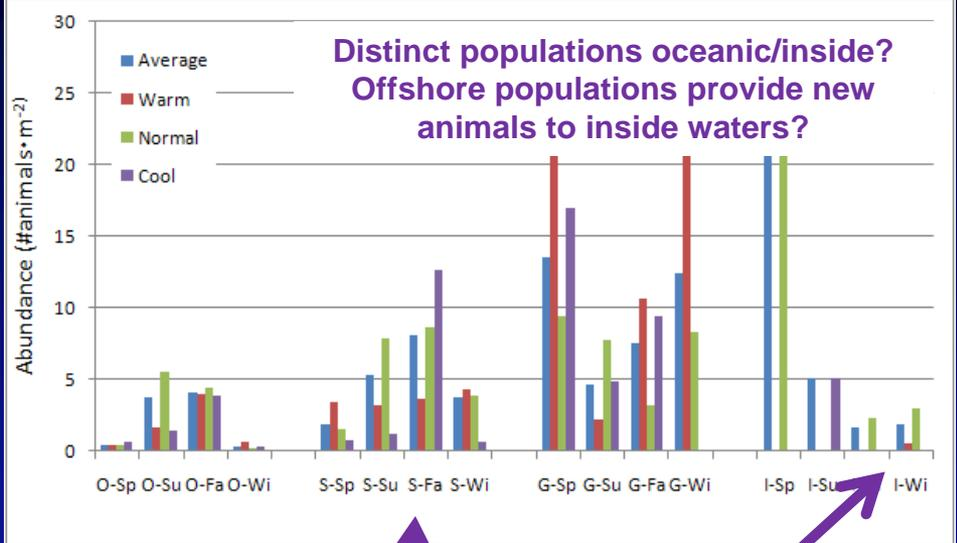 Distinct populations oceanic/inside?
Offshore populations provide new
animals to inside waters?
Average
Warm
Normal
Cool
Abundance (#animals•m-2)
30
25
20
15
10
5
0
O-Sp O-Su O-Fa O-Wi S-Sp S-Su S-Fa S-Wi G-Sp G-Su G-Fa G-Wi I-Sp I-Su I-Wi